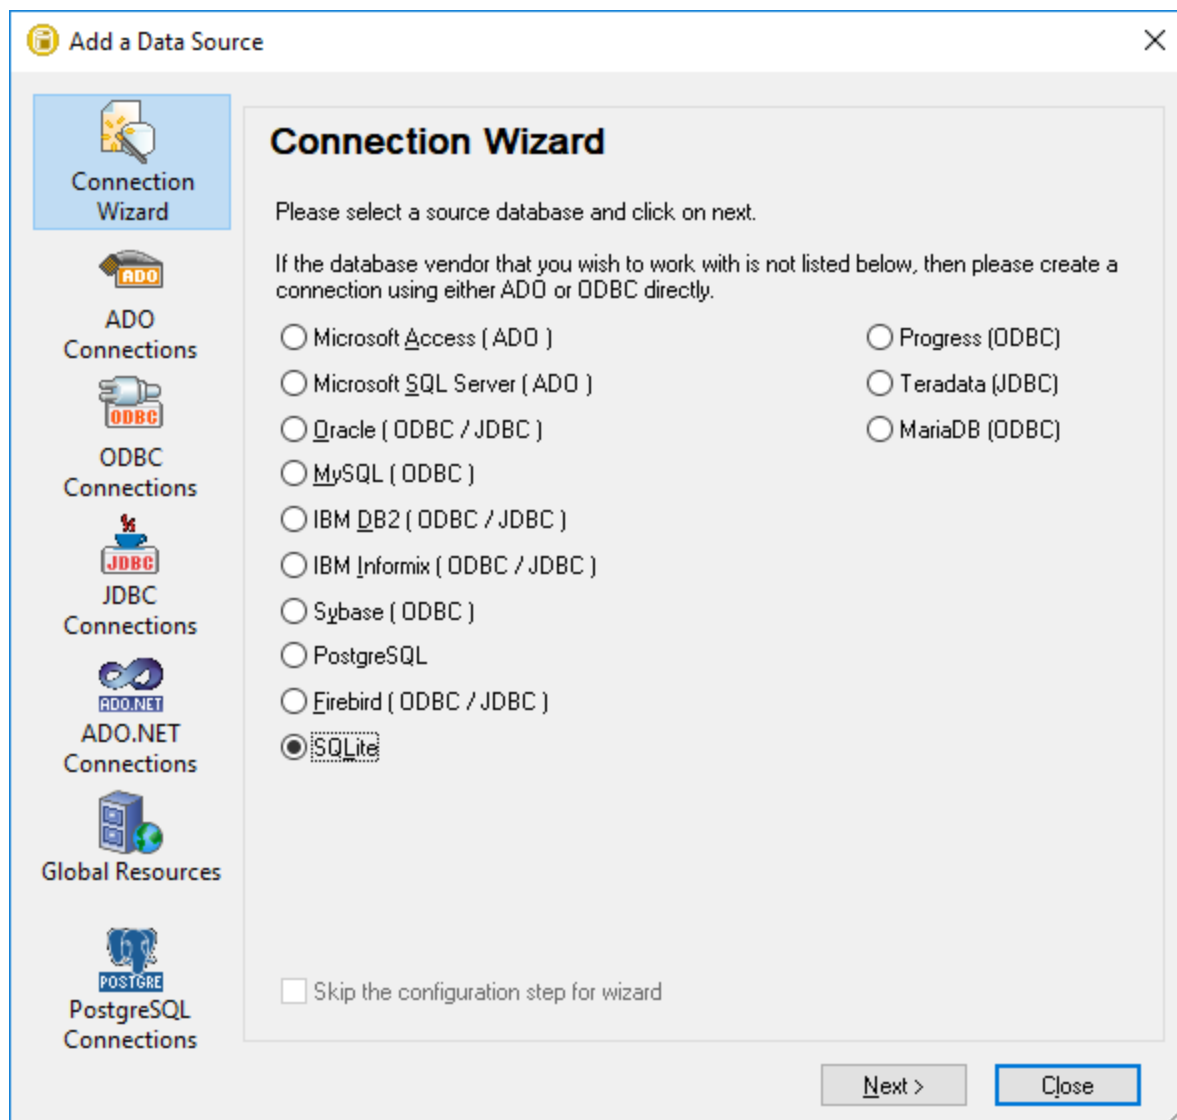 Add a Data Source
Connection
Wizard
ADO
ADO
Connections
ODBC
ODBC
Connections
JDBC
JDBC
Connections
ADO.NET
ADO.NET
Connections
Global Resources
POSTGRE
PostgreSQL
Connections
Connection Wizard
Please select a source database and click on next.
If the database vendor that you wish to work with is not listed below, then please create a
connection using either ADO or ODBC directly.
Microsoft Access ( ADO )
Microsoft SQL Server ( ADO )
Oracle ( ODBC / JDBC )
MySQL ( ODBC )
IBM DB2 ( ODBC / JDBC )
IBM Informix ( ODBC / JDBC )
Sybase ( ODBC )
PostgreSQL
Firebird ( ODBC / JDBC )
SQLite
Progress (ODBC)
Teradata (JDBC)
MariaDB (ODBC)
Skip the configuration step for wizard
Next >
Close